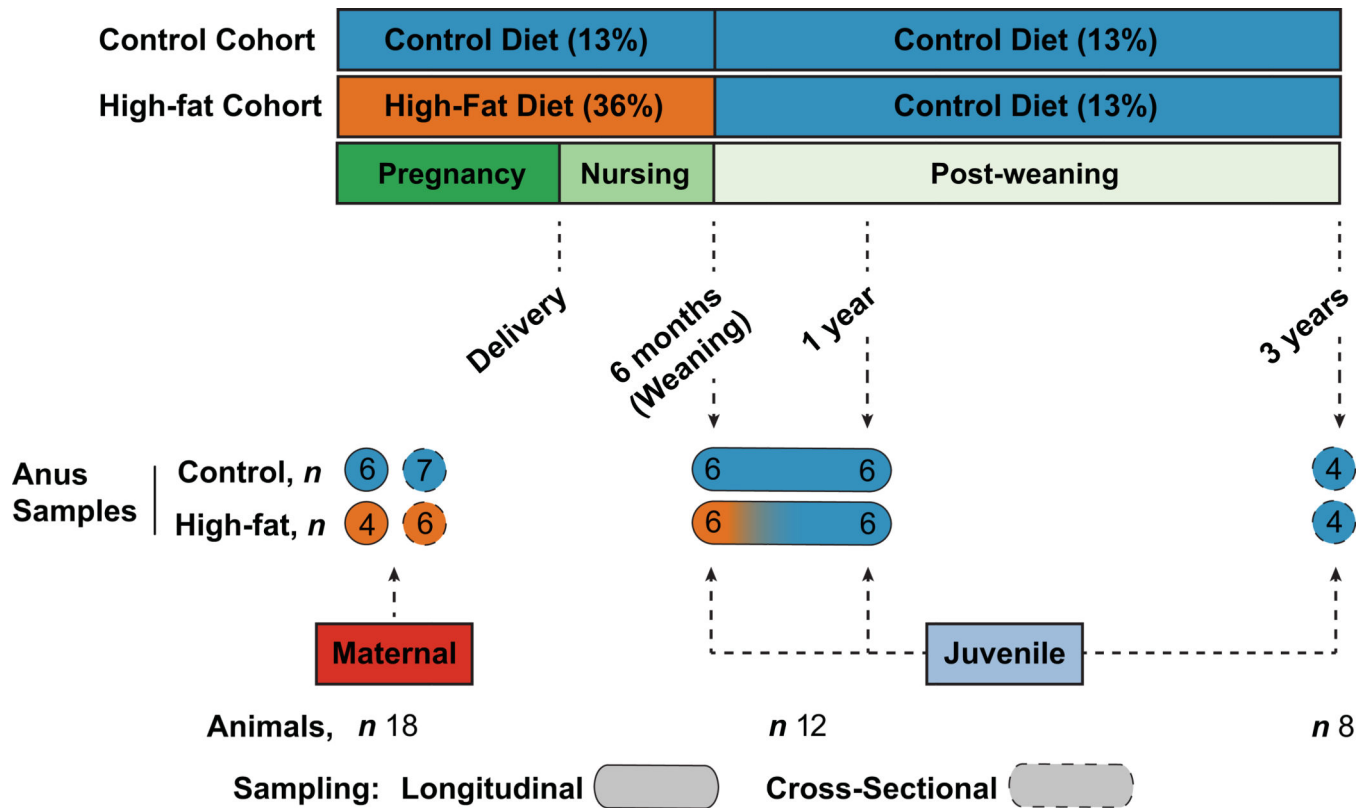 Control Cohort Control Diet (13%) Control Diet (13%)
High-fat Cohort High-Fat Diet (36%) Control Diet (13%)
Pregnancy Nursing Post-weaning
Delivery
6 months
(Weaning)
1 year
3 years
Anus
Samples
Control, n 6 7 6 6 4
High-fat, n 4 6 6 6 4
Maternal Juvenile
Animals, n 18 n 12 n 8
Sampling: Longitudinal Cross-Sectional